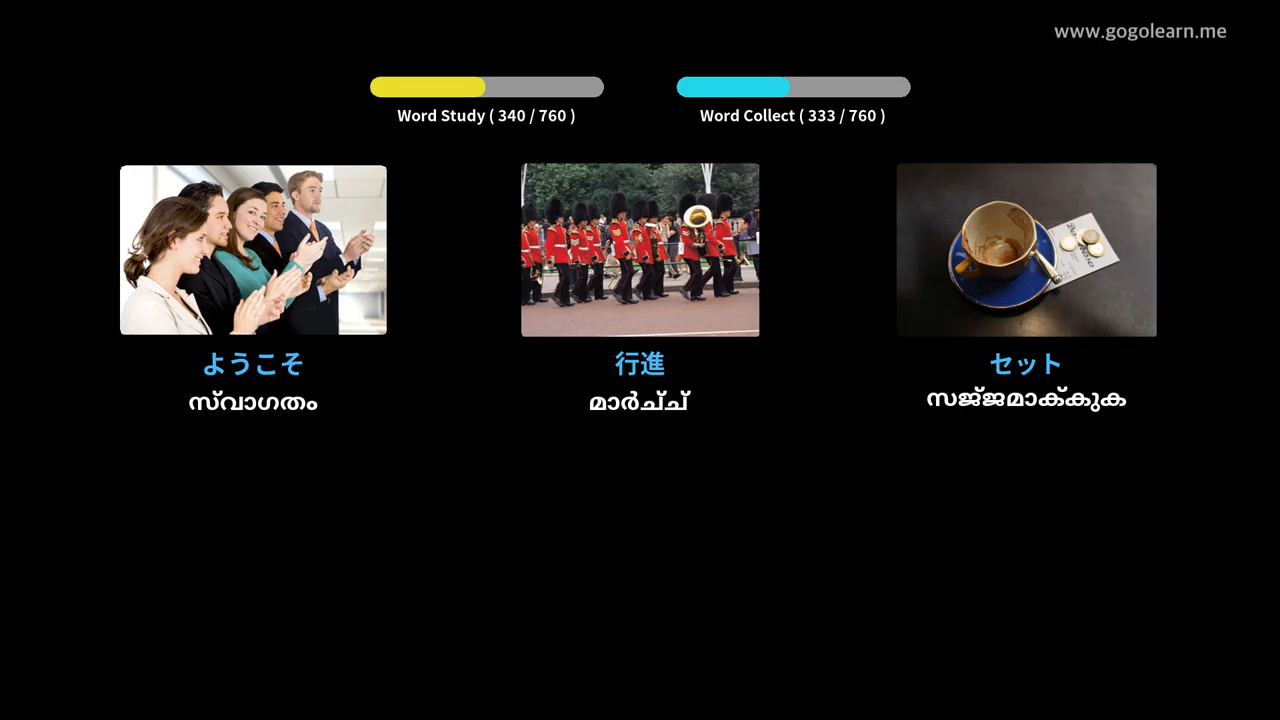 www.gogolearn.me
Word Study ( 340 / 760 )
Word Collect ( 333 / 760 )
ようこそ
行進
セット
സ്വാഗതം
മാർച്ച്
സജ്ജമാക്കുക